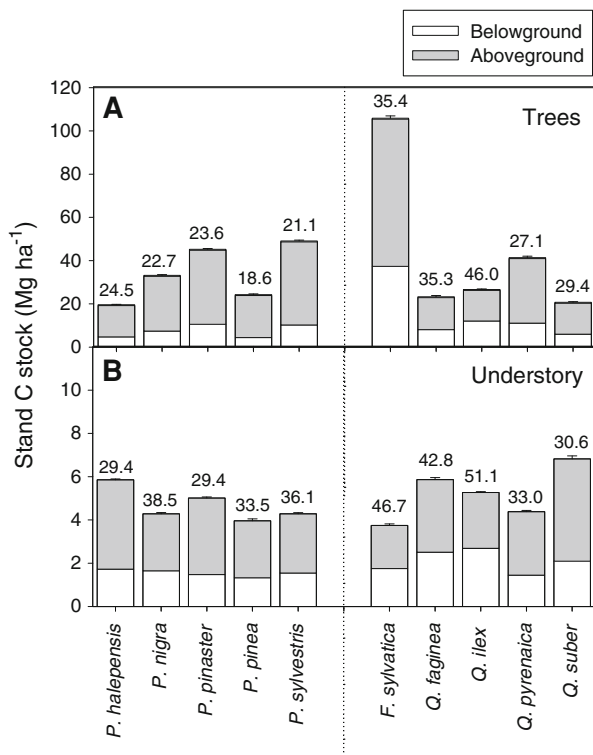 Belowground
Aboveground
Stand C stock (Mg ha⁻¹)
A
Trees
120
100
80
60
40
20
0
24.5
22.7
23.6
18.6
21.1
35.4
35.3
46.0
27.1
29.4
B
Understory
10
8
6
4
2
0
29.4
38.5
29.4
33.5
36.1
46.7
42.8
51.1
33.0
30.6
P. halepensis
P. nigra
P. pinaster
P. pinea
P. sylvestris
F. sylvatica
Q. faginea
Q. ilex
Q. pyrenaica
Q. suber